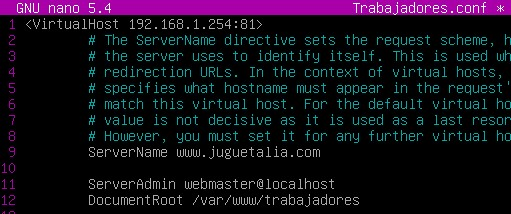 GNU nano 5.4 Trabajadores.conf *
1 <VirtualHost 192.168.1.254:81>
2 # The ServerName directive sets the request scheme, h
3 # the server uses to identify itself. This is used wh
4 # redirection URLs. In the context of virtual hosts,
5 # specifies what hostname must appear in the request'
6 # match this virtual host. For the default virtual ho
7 # value is not decisive as it is used as a last resor
8 # However, you must set it for any further virtual ho
9 ServerName www.juguetalia.com
10
11 ServerAdmin webmaster@localhost
12 DocumentRoot /var/www/trabajadores